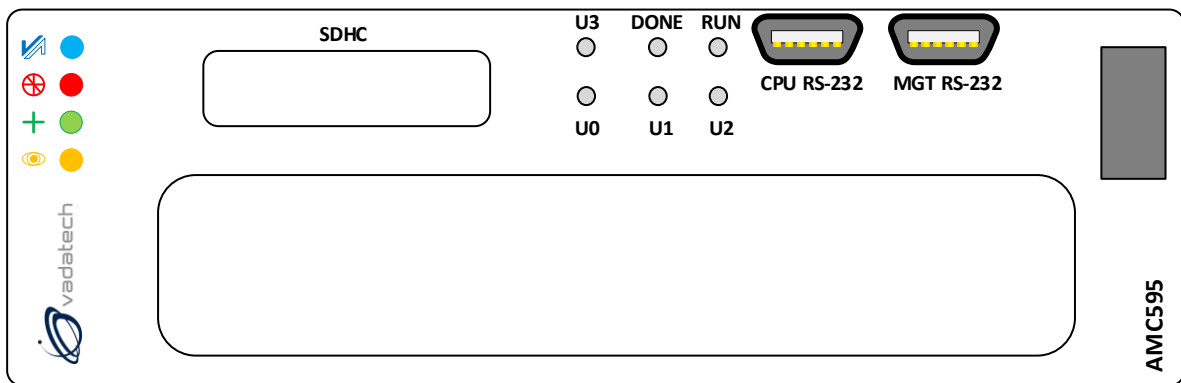 SDHC
U3 DONE RUN
CPU RS-232 MGT RS-232
U0 U1 U2
vadatech
AMC595